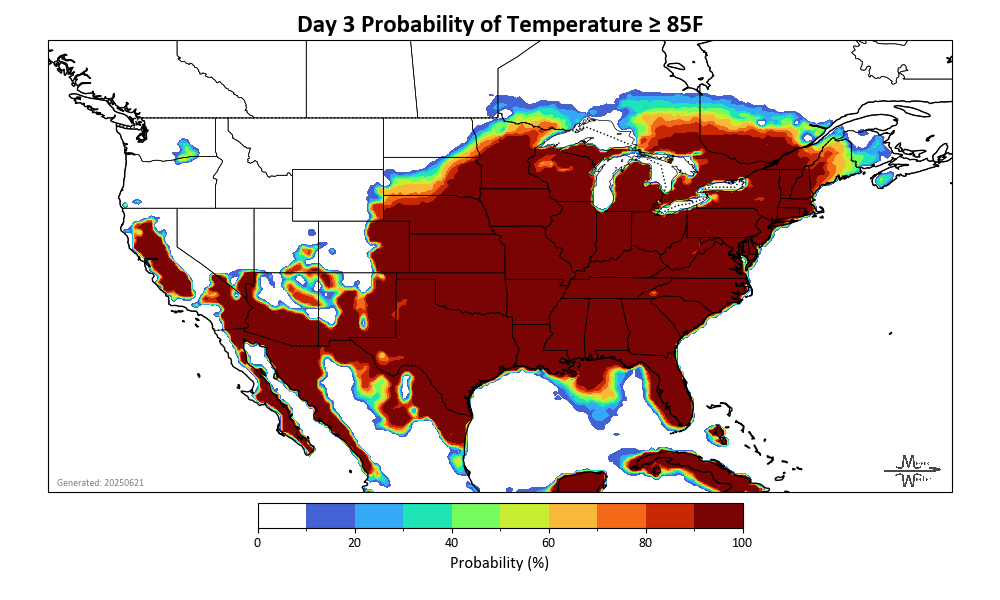 Day 3 Probability of Temperature ≥ 85F
Generated: 20250621
0 20 40 60 80 100
Probability (%)